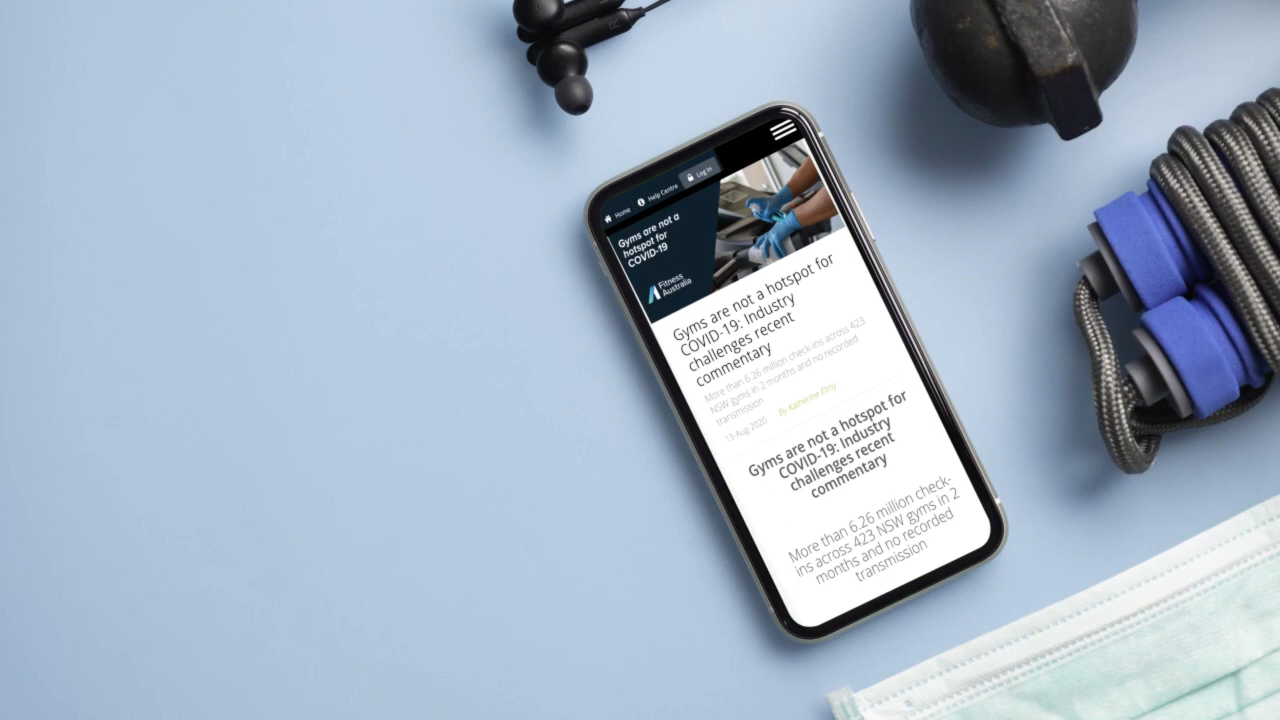 Home Help Centre Log in
Gyms are not a
hotspot for
COVID-19
Fitness
Australia
Gyms are not a hotspot for
COVID-19: Industry
challenges recent
commentary
More than 6.26 million check-ins across 423
NSW gyms in 2 months and no recorded
transmission
13-Aug 2020 By Katherine Elmy
Gyms are not a hotspot for
COVID-19: Industry
challenges recent
commentary
More than 6.26 million check-
ins across 423 NSW gyms in 2
months and no recorded
transmission